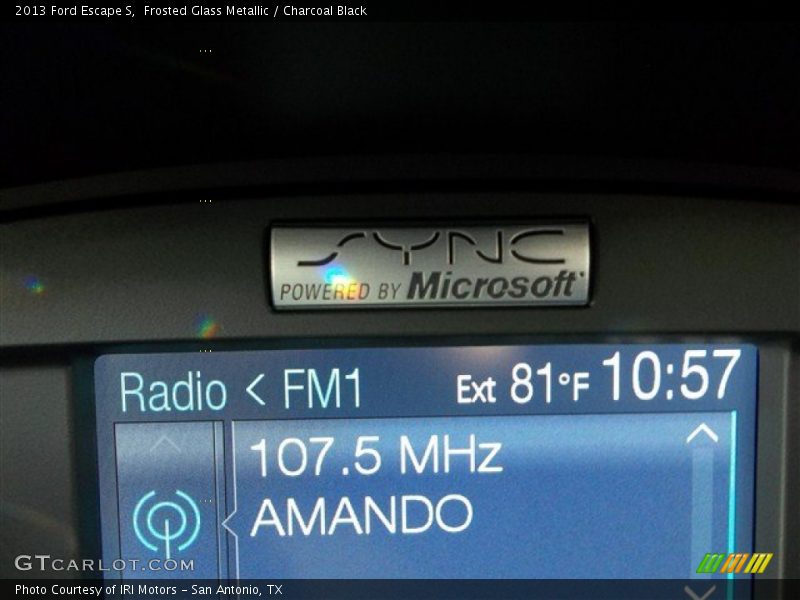 2013 Ford Escape S, Frosted Glass Metallic / Charcoal Black
SYNC
POWERED BY Microsoft
Radio < FM1 Ext 81°F 10:57
107.5 MHz
AMANDO
GTCARLOT.COM
Photo Courtesy of IRI Motors - San Antonio, TX